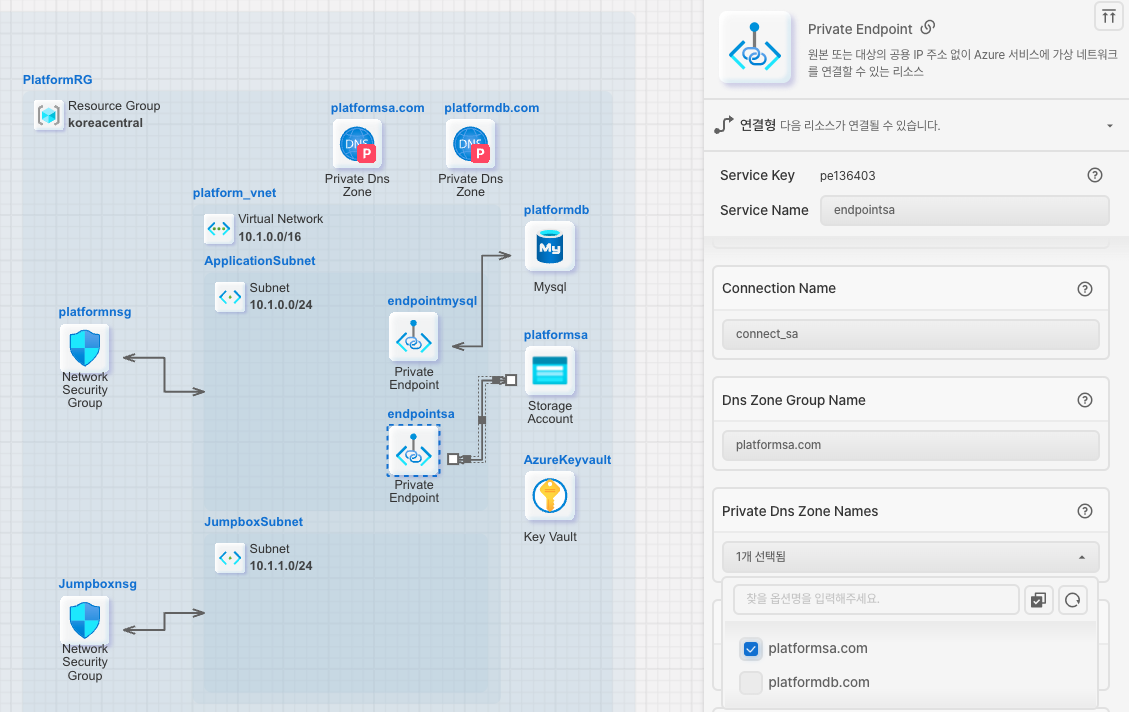 PlatformRG
Resource Group
koreacentral
platformsa.com
platformdb.com
DNS
P
DNS
P
Private Dns
Zone
Private Dns
Zone
platform_vnet
Virtual Network
10.1.0.0/16
platformdb
My
Mysql
ApplicationSubnet
Subnet
10.1.0.0/24
endpointmysql
Private
Endpoint
platformnsg
Network
Security
Group
platformsa
Storage
Account
endpointsa
Private
Endpoint
AzureKeyvault
Key Vault
JumpboxSubnet
Subnet
10.1.1.0/24
Jumpboxnsg
Network
Security
Group
Private Endpoint
원본 또는 대상의 공용 IP 주소 없이 Azure 서비스에 가상 네트워크
를 연결할 수 있는 리소스
연결형 다음 리소스가 연결될 수 있습니다.
Service Key pe136403
Service Name endpointsa
Connection Name
connect_sa
Dns Zone Group Name
platformsa.com
Private Dns Zone Names
1개 선택됨
찾을 옵션명을 입력해주세요.
platformsa.com
platformdb.com